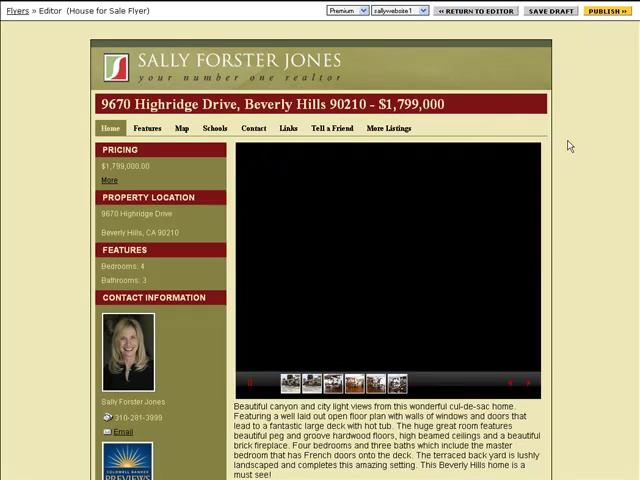 Flyers » Editor (House for Sale Flyer)
Premium
sallywebsite1
« RETURN TO EDITOR
SAVE DRAFT
PUBLISH »
SALLY FORSTER JONES
your number one realtor
9670 Highridge Drive, Beverly Hills 90210 - $1,799,000
Home Features Map Schools Contact Links Tell a Friend More Listings
PRICING
$1,799,000.00
More
PROPERTY LOCATION
9670 Highridge Drive
Beverly Hills, CA 90210
FEATURES
Bedrooms: 4
Bathrooms: 3
CONTACT INFORMATION
Sally Forster Jones
310-281-3999
Email
COLDWELL BANKER
PREVIEWS
Beautiful canyon and city light views from this wonderful cul-de-sac home.
Featuring a well laid out open floor plan with walls of windows and doors that
lead to a fantastic large deck with hot tub. The huge great room features
beautiful peg and groove hardwood floors, high beamed ceilings and a beautiful
brick fireplace. Four bedrooms and three baths which include the master
bedroom that has French doors onto the deck. The terraced back yard is lushly
landscaped and completes this amazing setting. This Beverly Hills home is a
must see!